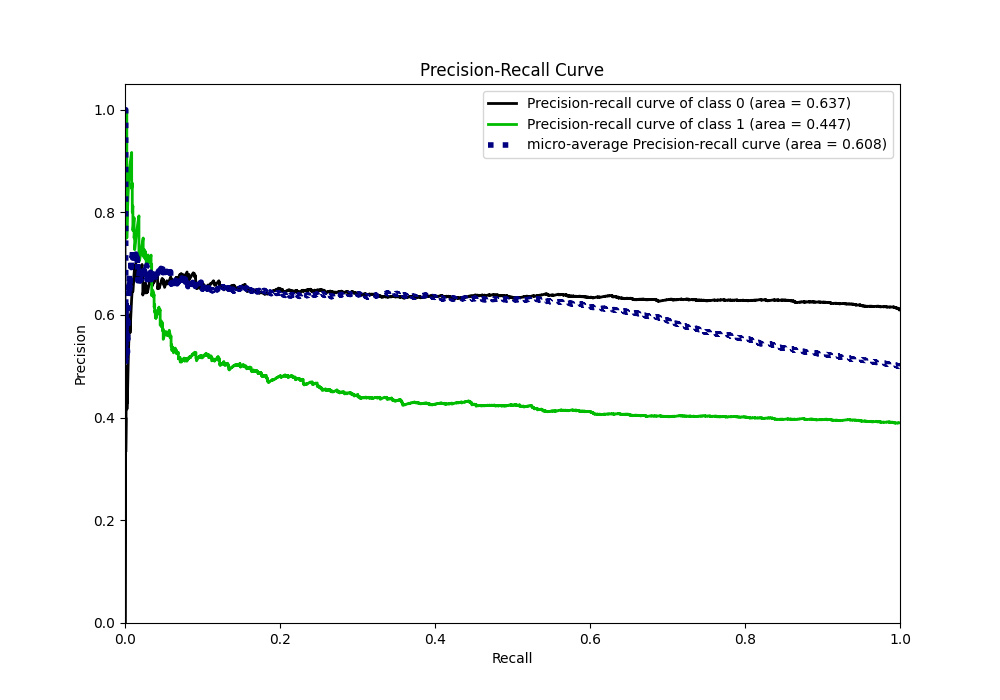 Precision-Recall Curve
Precision-recall curve of class 0 (area = 0.637)
Precision-recall curve of class 1 (area = 0.447)
micro-average Precision-recall curve (area = 0.608)
Precision
1.0
0.8
0.6
0.4
0.2
0.0
0.0 0.2 0.4 0.6 0.8 1.0
Recall